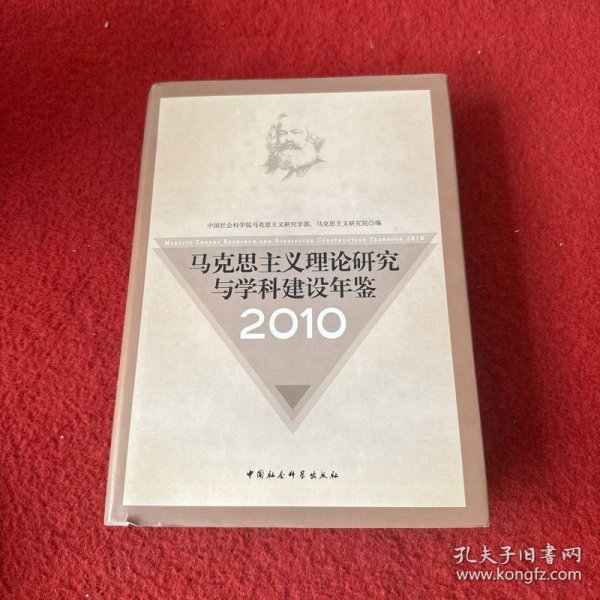 中国社会科学院马克思主义研究学部、马克思主义研究院◎编
MARXIST THEORY RESEARCH AND DISCIPLINE CONSTRUCTION YEARBOOK 2010
马克思主义理论研究
与学科建设年鉴
2010
中国社会科学出版社
孔夫子旧书网
www.kongfz.com